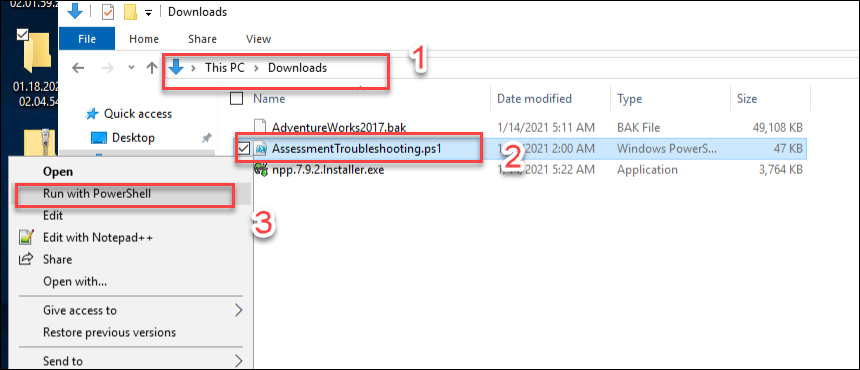 02.01.59.2
Downloads
File Home Share View
This PC > Downloads
1
01.18.202
02.04.54
Quick access
Desktop
Name Date modified Type Size
AdventureWorks2017.bak 1/14/2021 5:11 AM BAK File 49,108 KB
AssessmentTroubleshooting.ps1 /2021 2:00 AM Windows PowerS... 47 KB
2
npp.7.9.2.Installer.exe 1/14/2021 5:22 AM Application 3,764 KB
Open
Run with PowerShell
3
Edit
Edit with Notepad++
Share
Open with...
Give access to
Restore previous versions
Send to